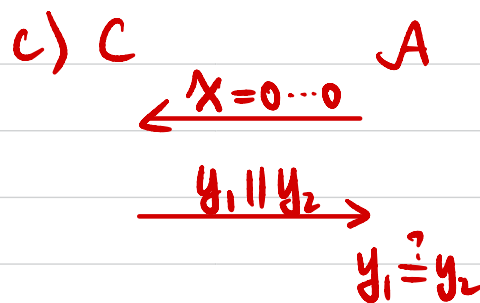 c) C A
x = 0 ⋯ 0
y₁ || y₂
y₁ ≟ y₂